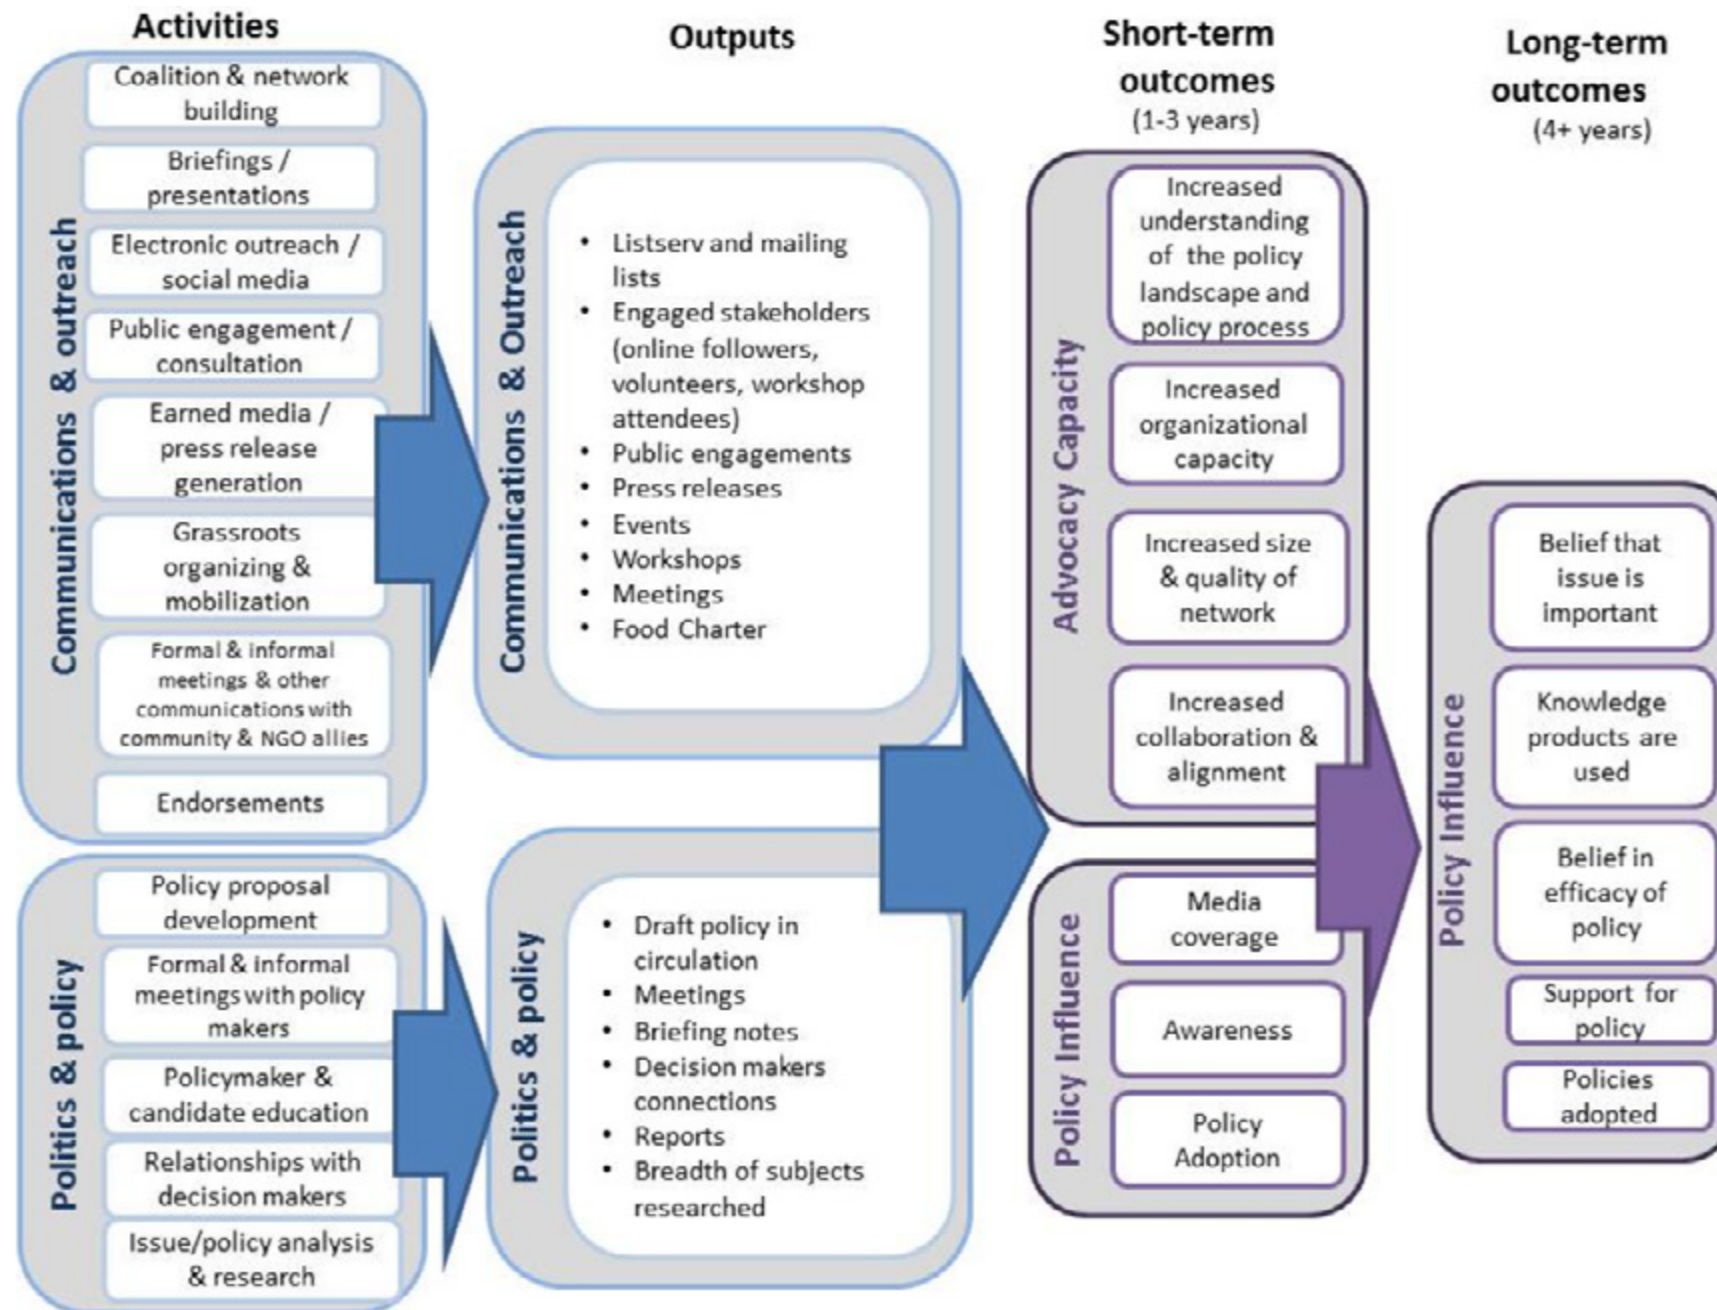 Activities
Communications & outreach
Coalition & network
building
Briefings /
presentations
Electronic outreach /
social media
Public engagement /
consultation
Earned media /
press release
generation
Grassroots
organizing &
mobilization
Formal & informal
meetings & other
communications with
community & NGO allies
Endorsements
Politics & policy
Policy proposal
development
Formal & informal
meetings with policy
makers
Policymaker &
candidate education
Relationships with
decision makers
Issue/policy analysis
& research
Outputs
Communications & Outreach
• Listserv and mailing
lists
• Engaged stakeholders
(online followers,
volunteers, workshop
attendees)
• Public engagements
• Press releases
• Events
• Workshops
• Meetings
• Food Charter
Politics & policy
• Draft policy in
circulation
• Meetings
• Briefing notes
• Decision makers
connections
• Reports
• Breadth of subjects
researched
Short-term
outcomes
(1-3 years)
Advocacy Capacity
Increased
understanding
of the policy
landscape and
policy process
Increased
organizational
capacity
Increased size
& quality of
network
Increased
collaboration &
alignment
Policy Influence
Media
coverage
Awareness
Policy
Adoption
Long-term
outcomes
(4+ years)
Policy Influence
Belief that
issue is
important
Knowledge
products are
used
Belief in
efficacy of
policy
Support for
policy
Policies
adopted